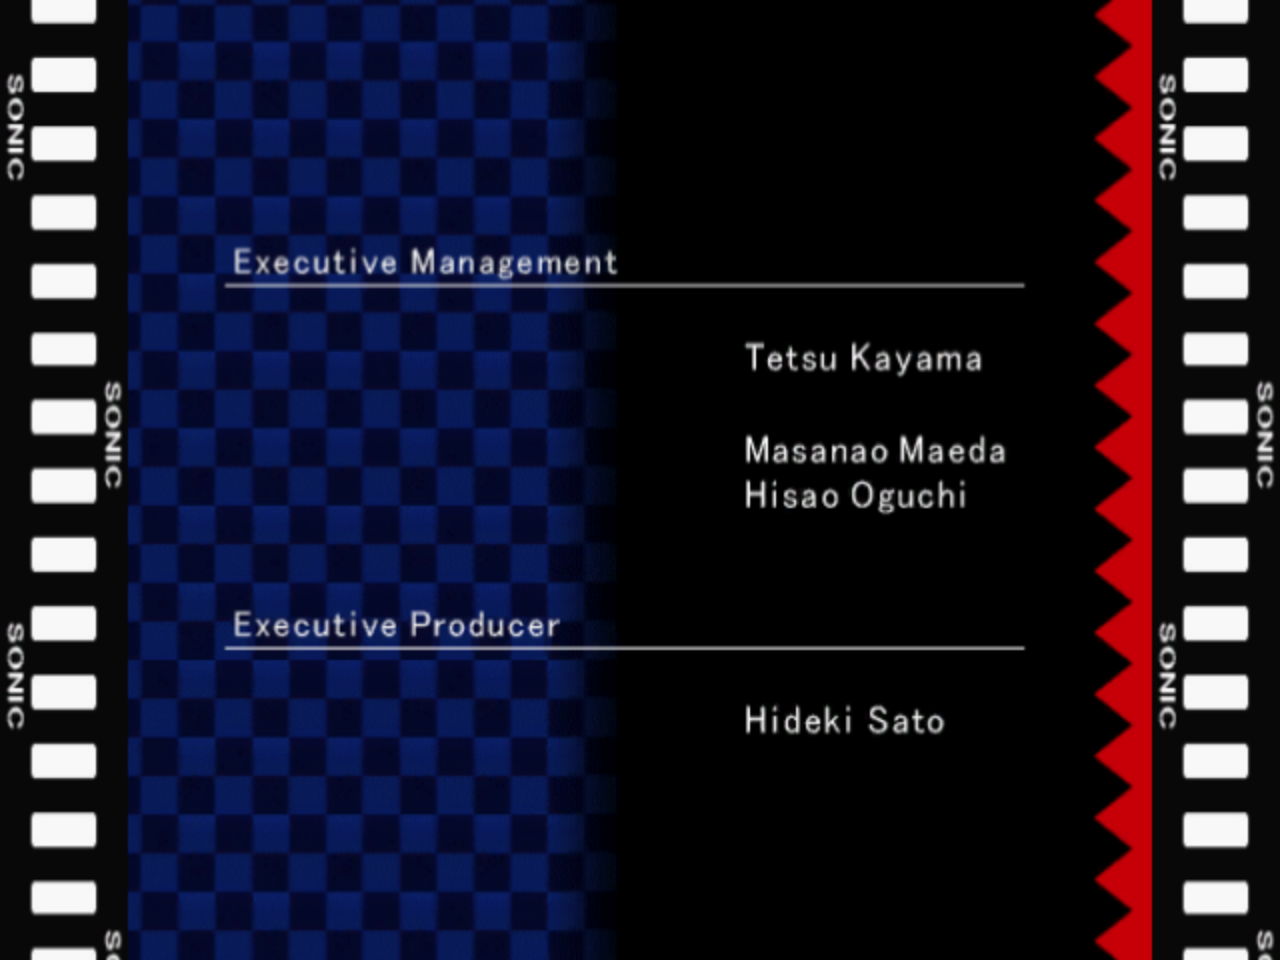 SONIC
SONIC
Executive Management
Tetsu Kayama
SONIC
SONIC
Masanao Maeda
Hisao Oguchi
Executive Producer
SONIC
SONIC
Hideki Sato